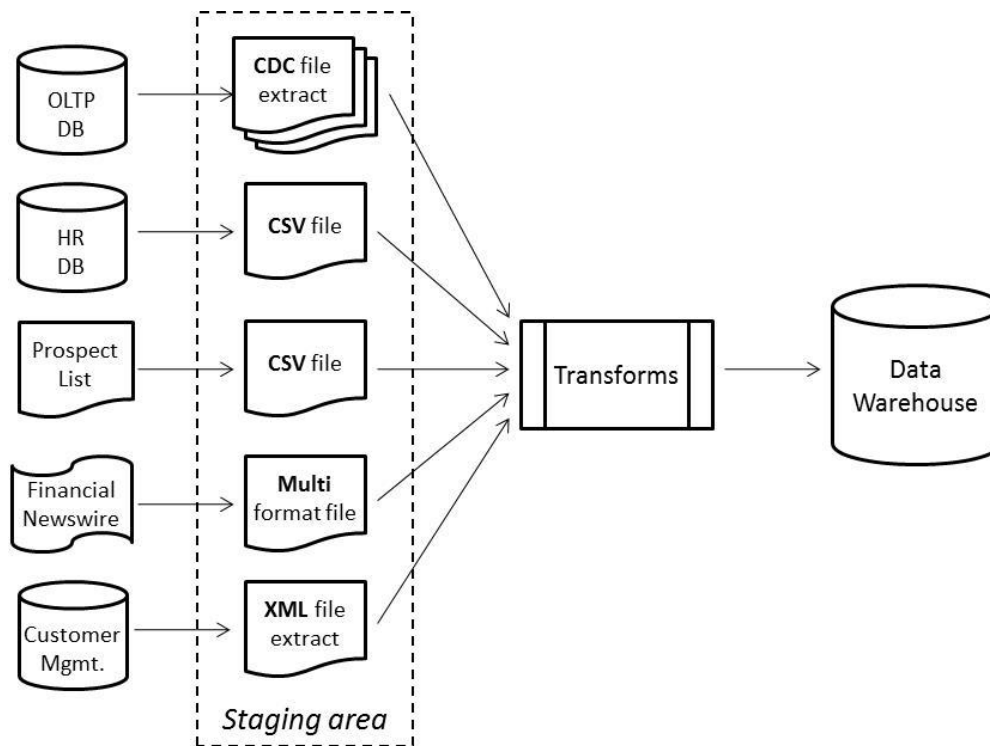 OLTP
DB
CDC file
extract
HR
DB
CSV file
Prospect
List
CSV file
Financial
Newswire
Multi
format file
Customer
Mgmt.
XML file
extract
Staging area
Transforms
Data
Warehouse